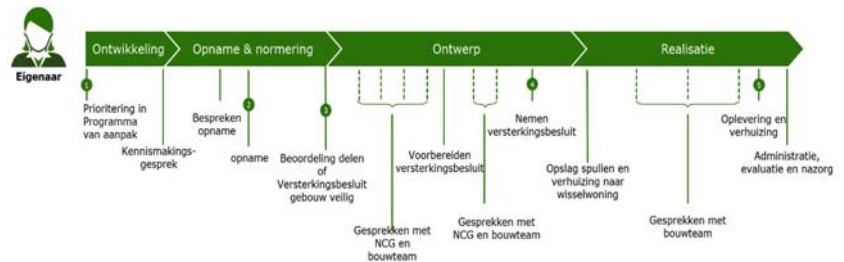 Eigenaar
Ontwikkeling
Opname & normering
Ontwerp
Realisatie
1
Prioritering in
Programma
van aanpak
Kennismakings-
gesprek
Bespreken
opname
2
opname
3
Beoordeling delen
of
Versterkingsbesluit
gebouw veilig
Gesprekken met
NCG en
bouwteam
Voorbereiden
versterkingsbesluit
Gesprekken met
NCG en bouwteam
4
Nemen
versterkingsbesluit
Opslag spullen en
verhuizing naar
wisselwoning
Gesprekken met
bouwteam
5
Oplevering en
verhuizing
Administratie,
evaluatie en nazorg